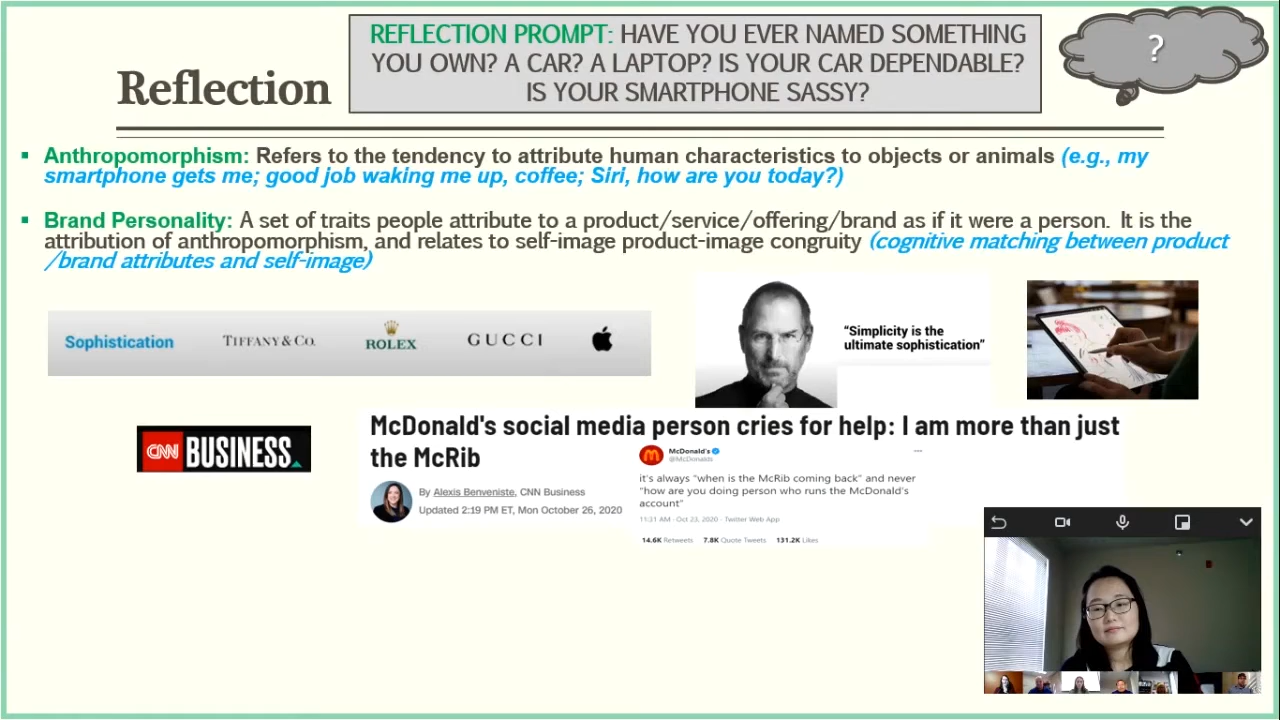 REFLECTION PROMPT: HAVE YOU EVER NAMED SOMETHING
YOU OWN? A CAR? A LAPTOP? IS YOUR CAR DEPENDABLE?
IS YOUR SMARTPHONE SASSY?
?
Reflection
Anthropomorphism: Refers to the tendency to attribute human characteristics to objects or animals (e.g., my
smartphone gets me; good job waking me up, coffee; Siri, how are you today?)
Brand Personality: A set of traits people attribute to a product/service/offering/brand as if it were a person. It is the
attribution of anthropomorphism, and relates to self-image product-image congruity (cognitive matching between product
/brand attributes and self-image)
Sophistication
TIFFANY & CO.
ROLEX
GUCCI
“Simplicity is the
ultimate sophistication”
CNN BUSINESS
McDonald's social media person cries for help: I am more than just
the McRib
By Alexis Benveniste, CNN Business
Updated 2:19 PM ET, Mon October 26, 2020
McDonald's
@McDonalds
it's always "when is the McRib coming back" and never
"how are you doing person who runs the McDonald's
account"
11:31 AM · Oct 23, 2020 · Twitter Web App
14.6K Retweets 7.8K Quote Tweets 131.2K Likes